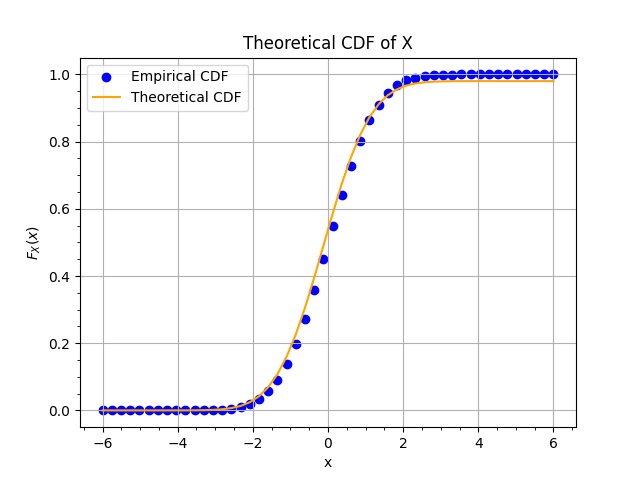 Theoretical CDF of X
Empirical CDF
Theoretical CDF
1.0
0.8
0.6
0.4
0.2
0.0
F_X(x)
−6
−4
−2
0
2
4
6
x